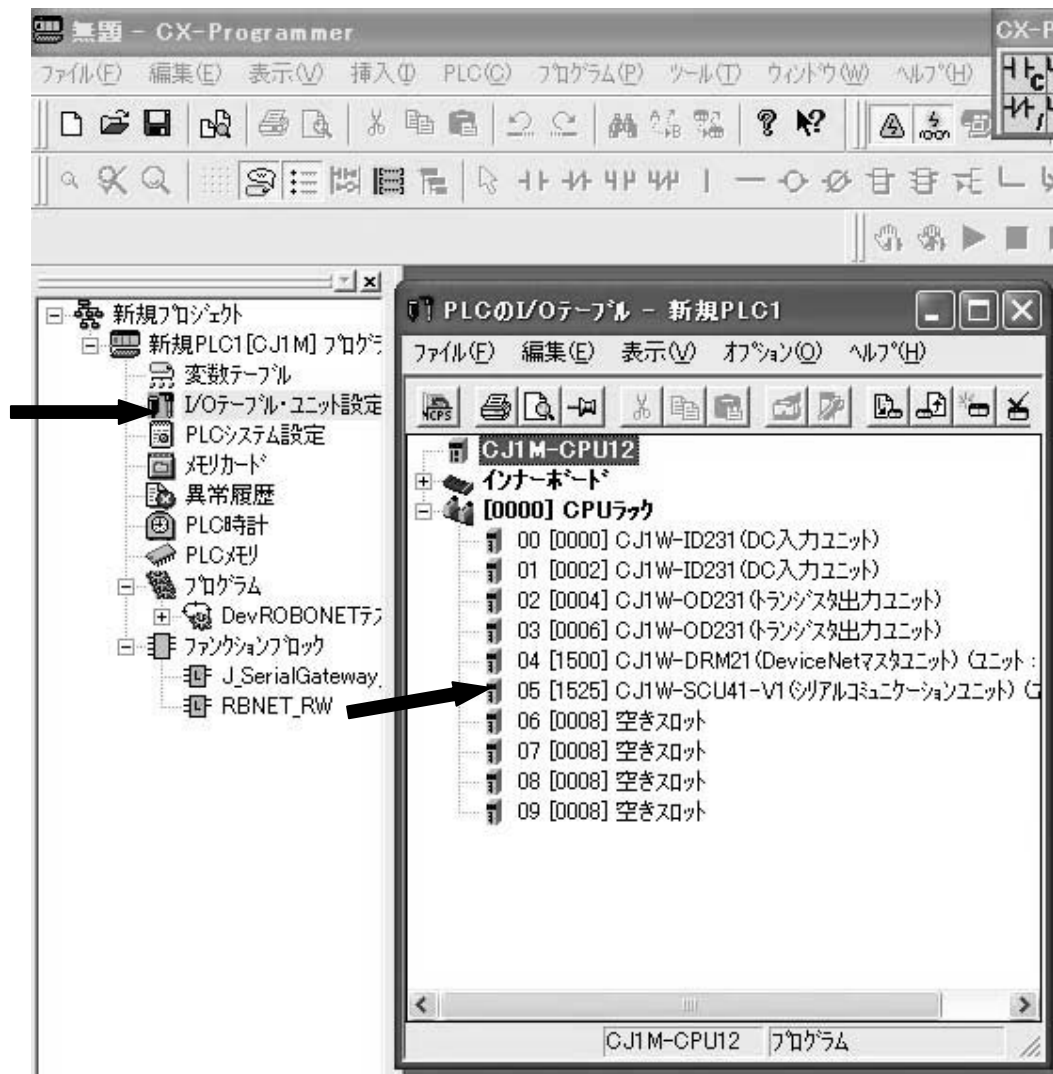 無題 - CX-Programmer
CX-P
ファイル(F) 編集(E) 表示(V) 挿入(I) PLC(C) プログラム(P) ツール(T) ウィンドウ(W) ヘルプ(H)
新規プロジェクト
新規PLC1[CJ1M] プログラ
変数テーブル
I/Oテーブル・ユニット設定
PLCシステム設定
メモリカード
異常履歴
PLC時計
PLCメモリ
プログラム
DevROBONETテス
ファンクションブロック
J_SerialGateway_
RBNET_RW
PLCのI/Oテーブル - 新規PLC1
ファイル(F) 編集(E) 表示(V) オプション(O) ヘルプ(H)
CJ1M-CPU12
インナーボード
[0000] CPUラック
00 [0000] CJ1W-ID231(DC入力ユニット)
01 [0002] CJ1W-ID231(DC入力ユニット)
02 [0004] CJ1W-OD231(トランジスタ出力ユニット)
03 [0006] CJ1W-OD231(トランジスタ出力ユニット)
04 [1500] CJ1W-DRM21(DeviceNetマスタユニット) (ユニット :
05 [1525] CJ1W-SCU41-V1(シリアルコミュニケーションユニット) (ユ
06 [0008] 空きスロット
07 [0008] 空きスロット
08 [0008] 空きスロット
09 [0008] 空きスロット
CJ1M-CPU12 プログラム